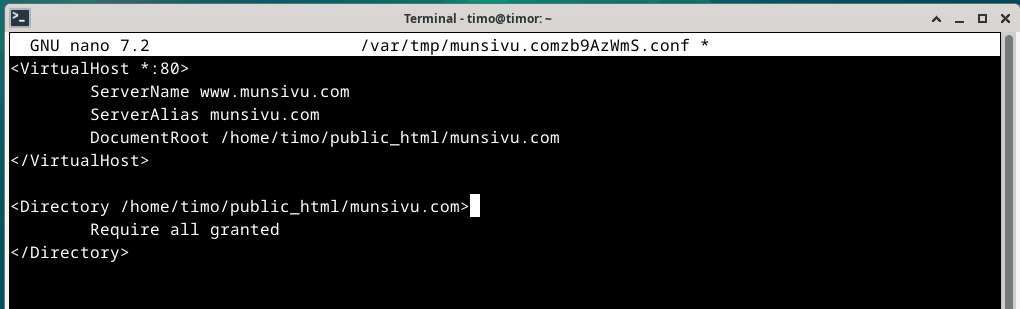 Terminal - timo@timor: ~
GNU nano 7.2 /var/tmp/munsivu.comzb9AzWmS.conf *
<VirtualHost *:80>
        ServerName www.munsivu.com
        ServerAlias munsivu.com
        DocumentRoot /home/timo/public_html/munsivu.com
</VirtualHost>

<Directory /home/timo/public_html/munsivu.com>
        Require all granted
</Directory>